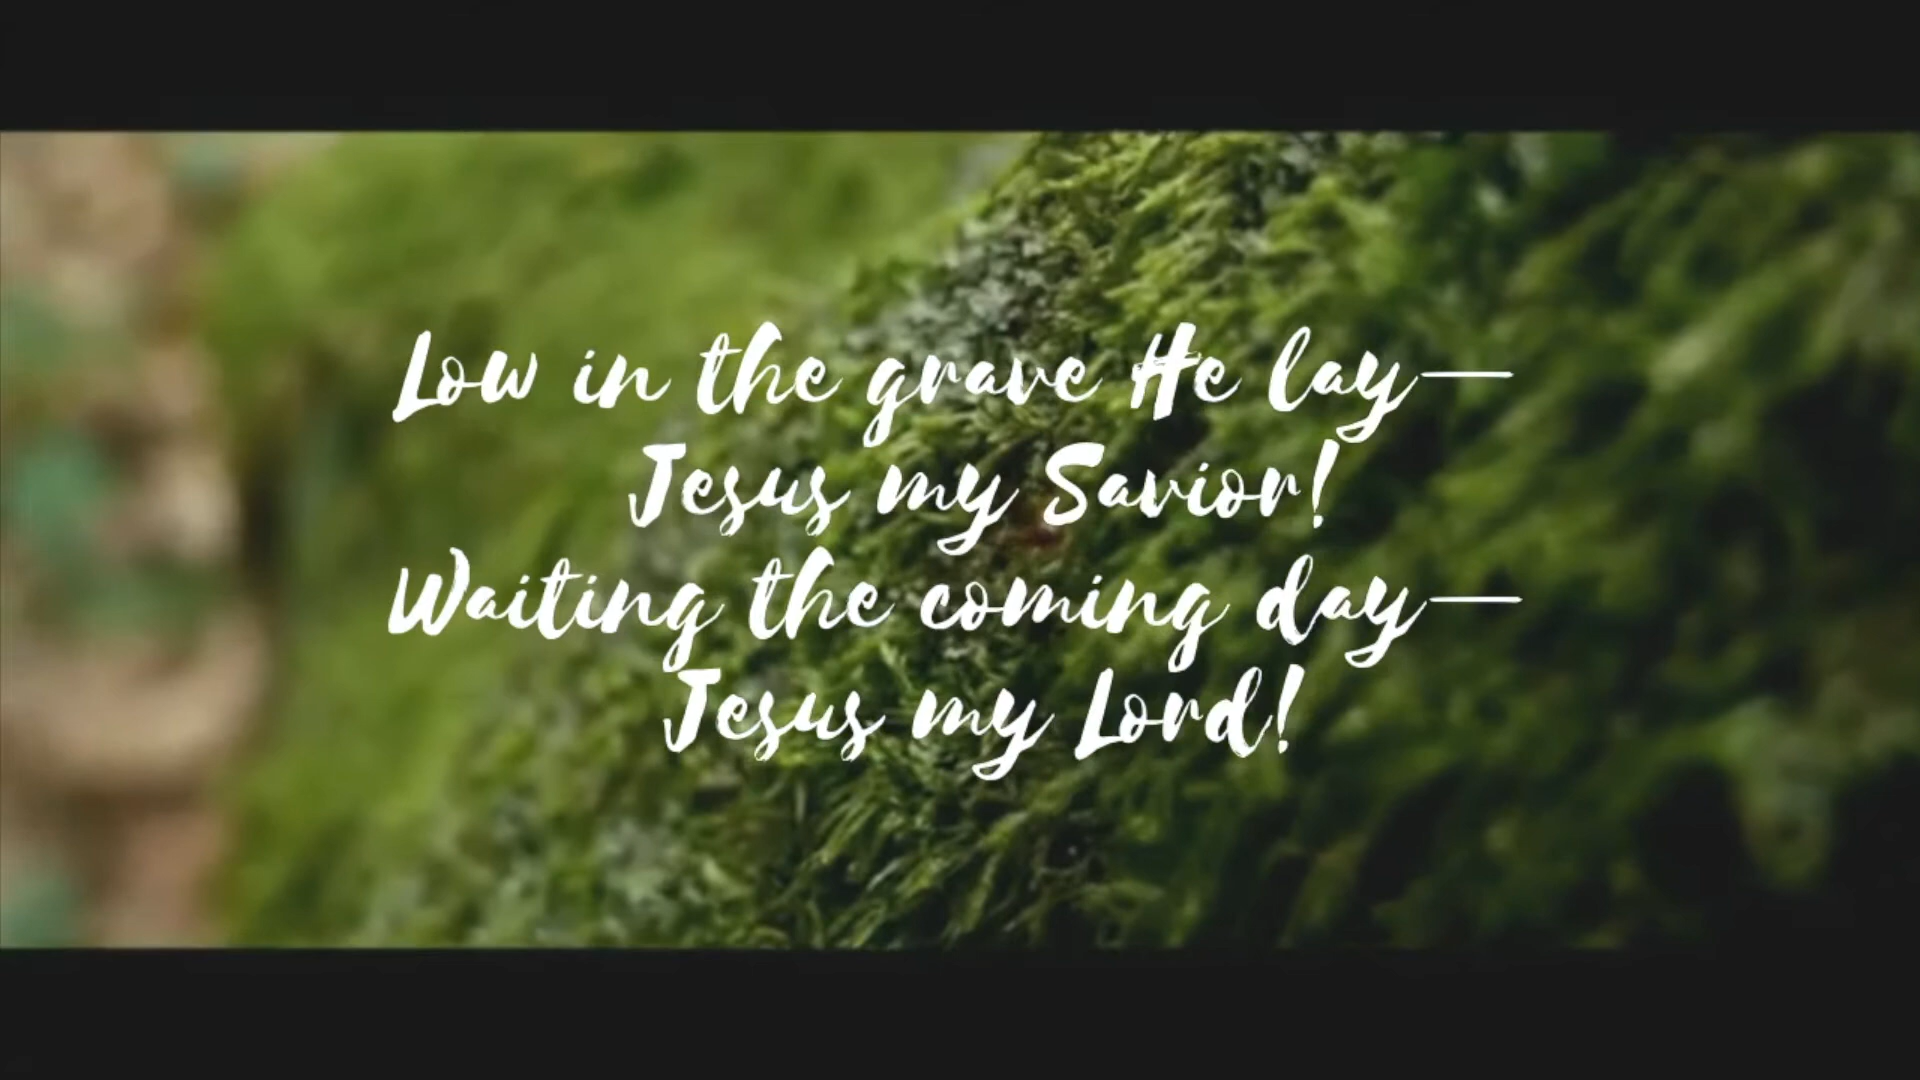 Low in the grave He lay—
Jesus my Savior!
Waiting the coming day—
Jesus my Lord!